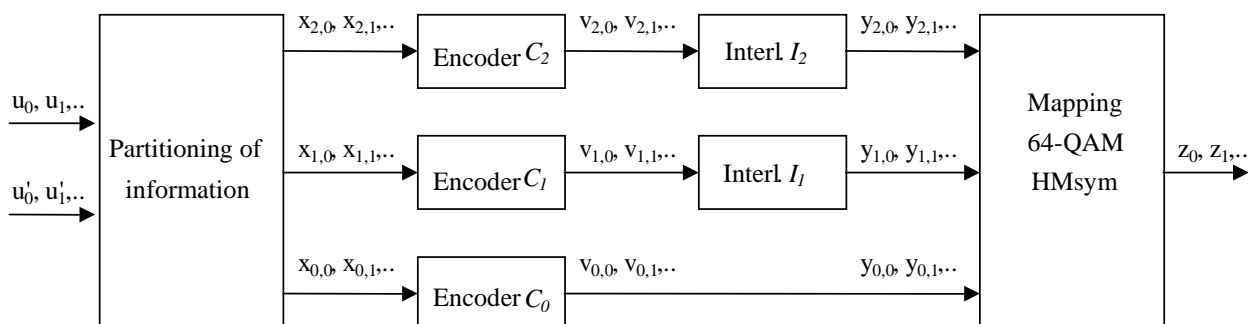 x2,0, x2,1,..
v2,0, v2,1,..
y2,0, y2,1,..
Encoder C2
Interl. I2
u0, u1,..
Partitioning of
information
u'0, u'1,..
x1,0, x1,1,..
v1,0, v1,1,..
y1,0, y1,1,..
Encoder C1
Interl. I1
Mapping
64-QAM
HMsym
z0, z1,..
x0,0, x0,1,..
v0,0, v0,1,..
y0,0, y0,1,..
Encoder C0